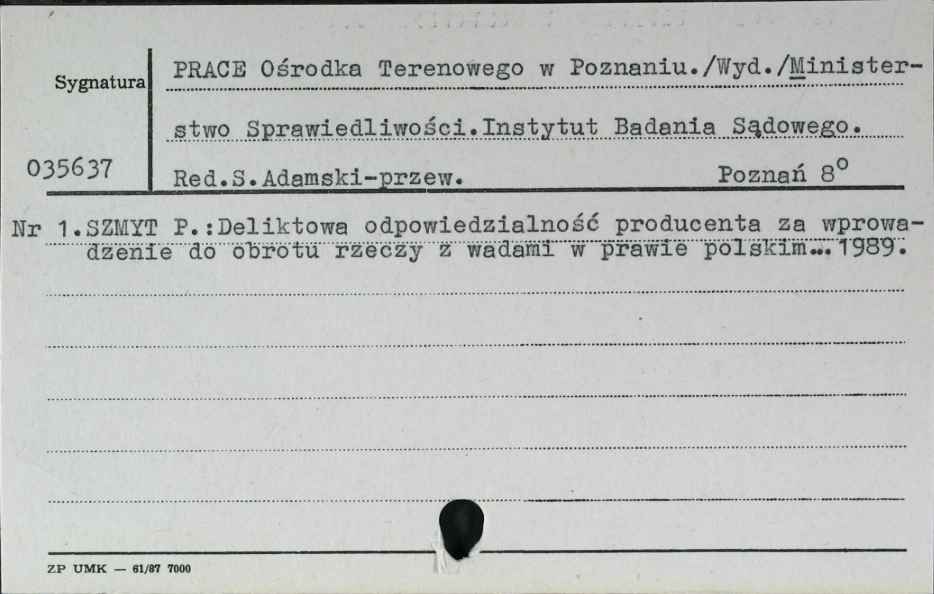 PRACE Ośrodka Terenowego w Poznaniu./Wyd./Minister-
Sygnatura
stwo Sprawiedliwości.Instytut Badania Sądowego.
035637
Red.S.Adamski-przew. Poznań 8°
Nr 1.SZMYT P.:Deliktowa odpowiedzialność producenta za wprowa-
dzenie do obrotu rzeczy z wadami w prawie polskim... 1989.
ZP UMK — 61/87 7000